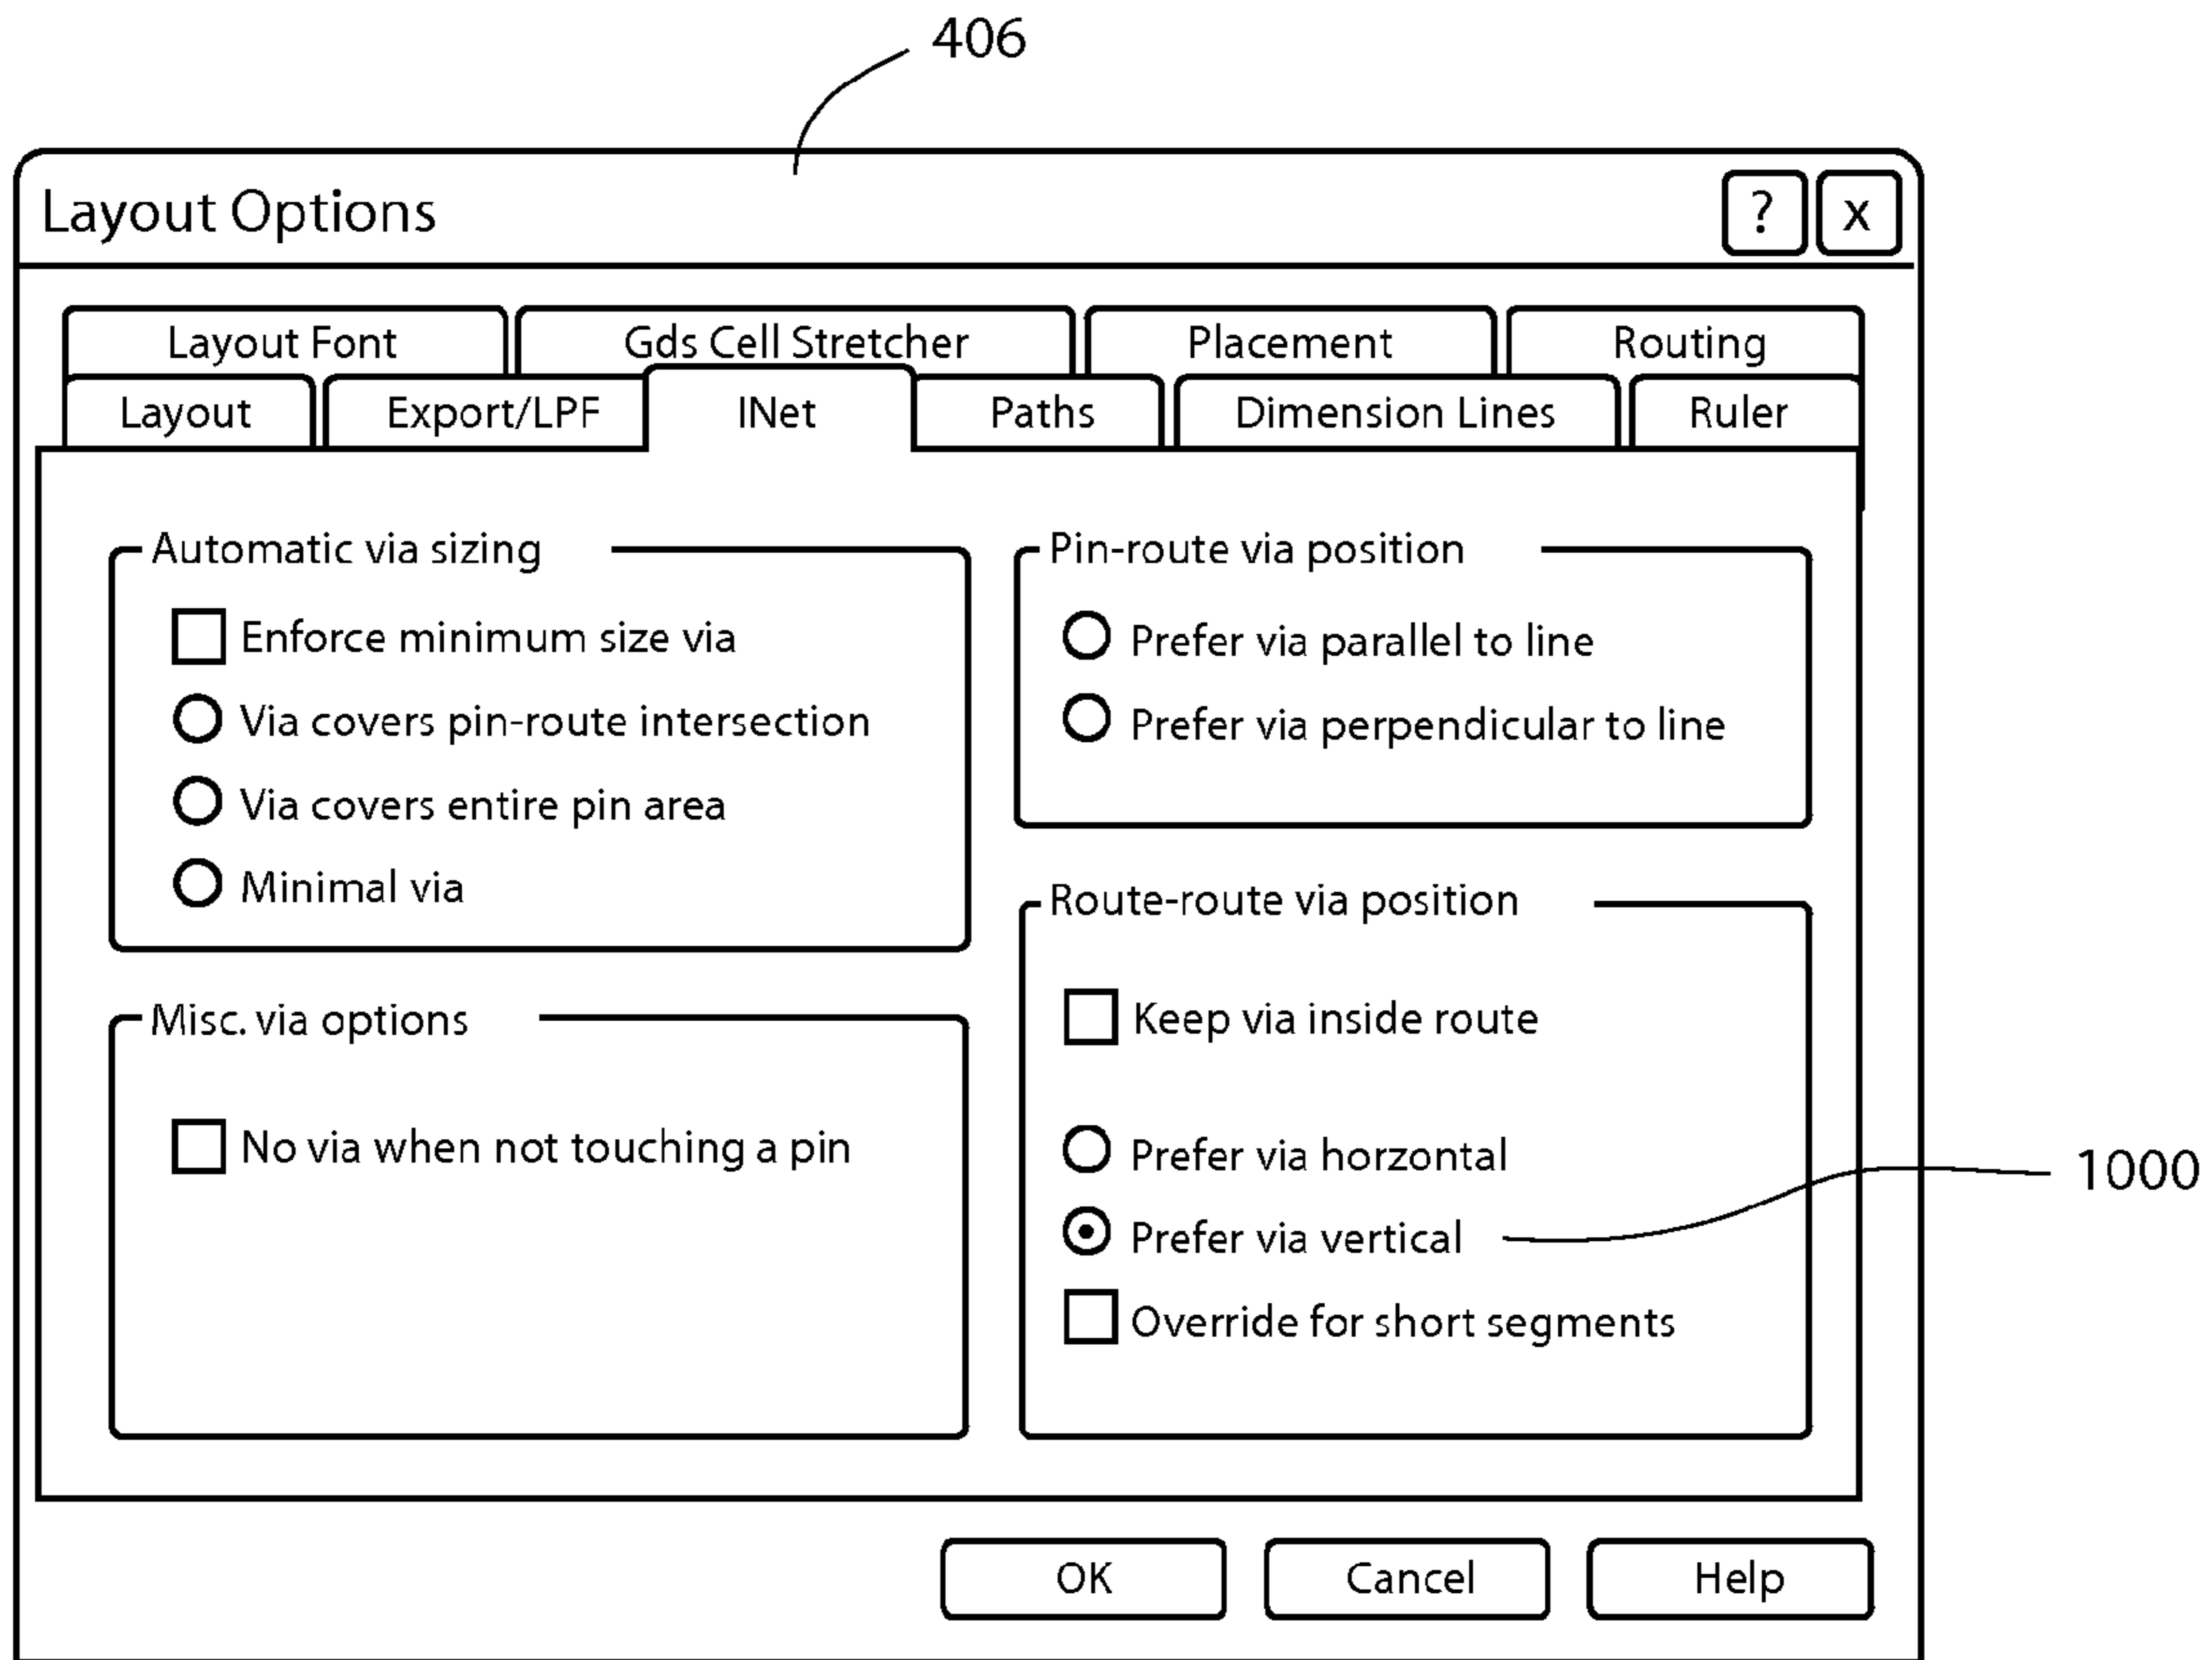 406
Layout Options
?
x
Layout Font
Gds Cell Stretcher
Placement
Routing
Layout
Export/LPF
INet
Paths
Dimension Lines
Ruler
Automatic via sizing
Enforce minimum size via
Via covers pin-route intersection
Via covers entire pin area
Minimal via
Pin-route via position
Prefer via parallel to line
Prefer via perpendicular to line
Misc. via options
No via when not touching a pin
Route-route via position
Keep via inside route
Prefer via horzontal
Prefer via vertical
1000
Override for short segments
OK
Cancel
Help